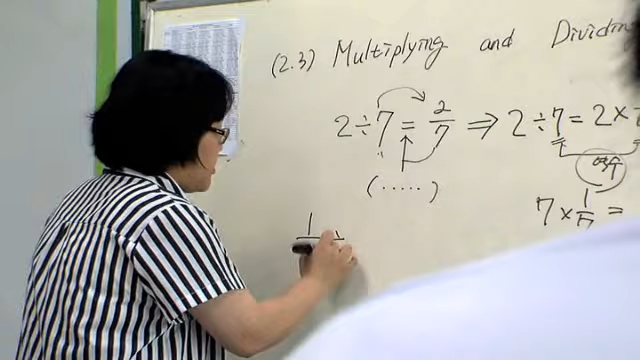 (2.3) Multiplying and Dividing
2 ÷ 7 = 2/7 ⇒ 2 ÷ 7 = 2 ×
(.....)
7 × 1/7 =
1